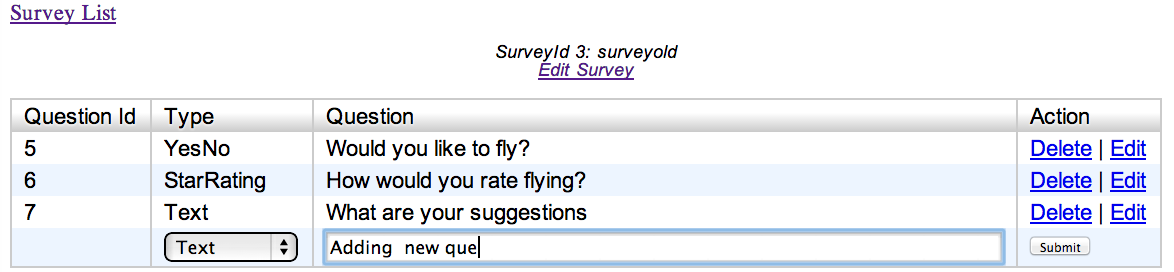 Survey List
SurveyId 3: surveyold
Edit Survey
Question Id Type Question Action
5 YesNo Would you like to fly? Delete | Edit
6 StarRating How would you rate flying? Delete | Edit
7 Text What are your suggestions Delete | Edit
Text Adding  new que Submit